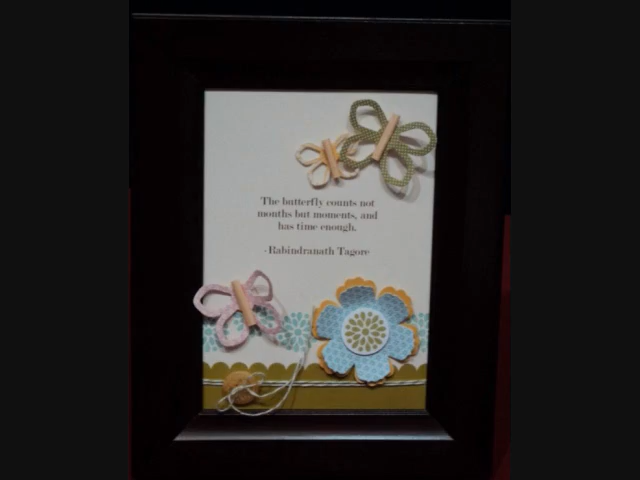 The butterfly counts not
months but moments, and
has time enough.
-Rabindranath Tagore